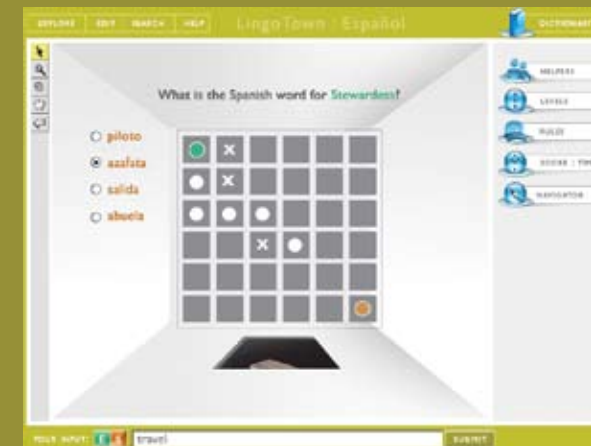 EXPLORE EDIT SEARCH HELP LingoTown : Español DICTIONARY
What is the Spanish word for Stewardess?
piloto
azafata
salida
abuela
HELPERS
LEVELS
RULES
SCORE : TIME
NAVIGATOR
YOUR INPUT: E S travel SUBMIT